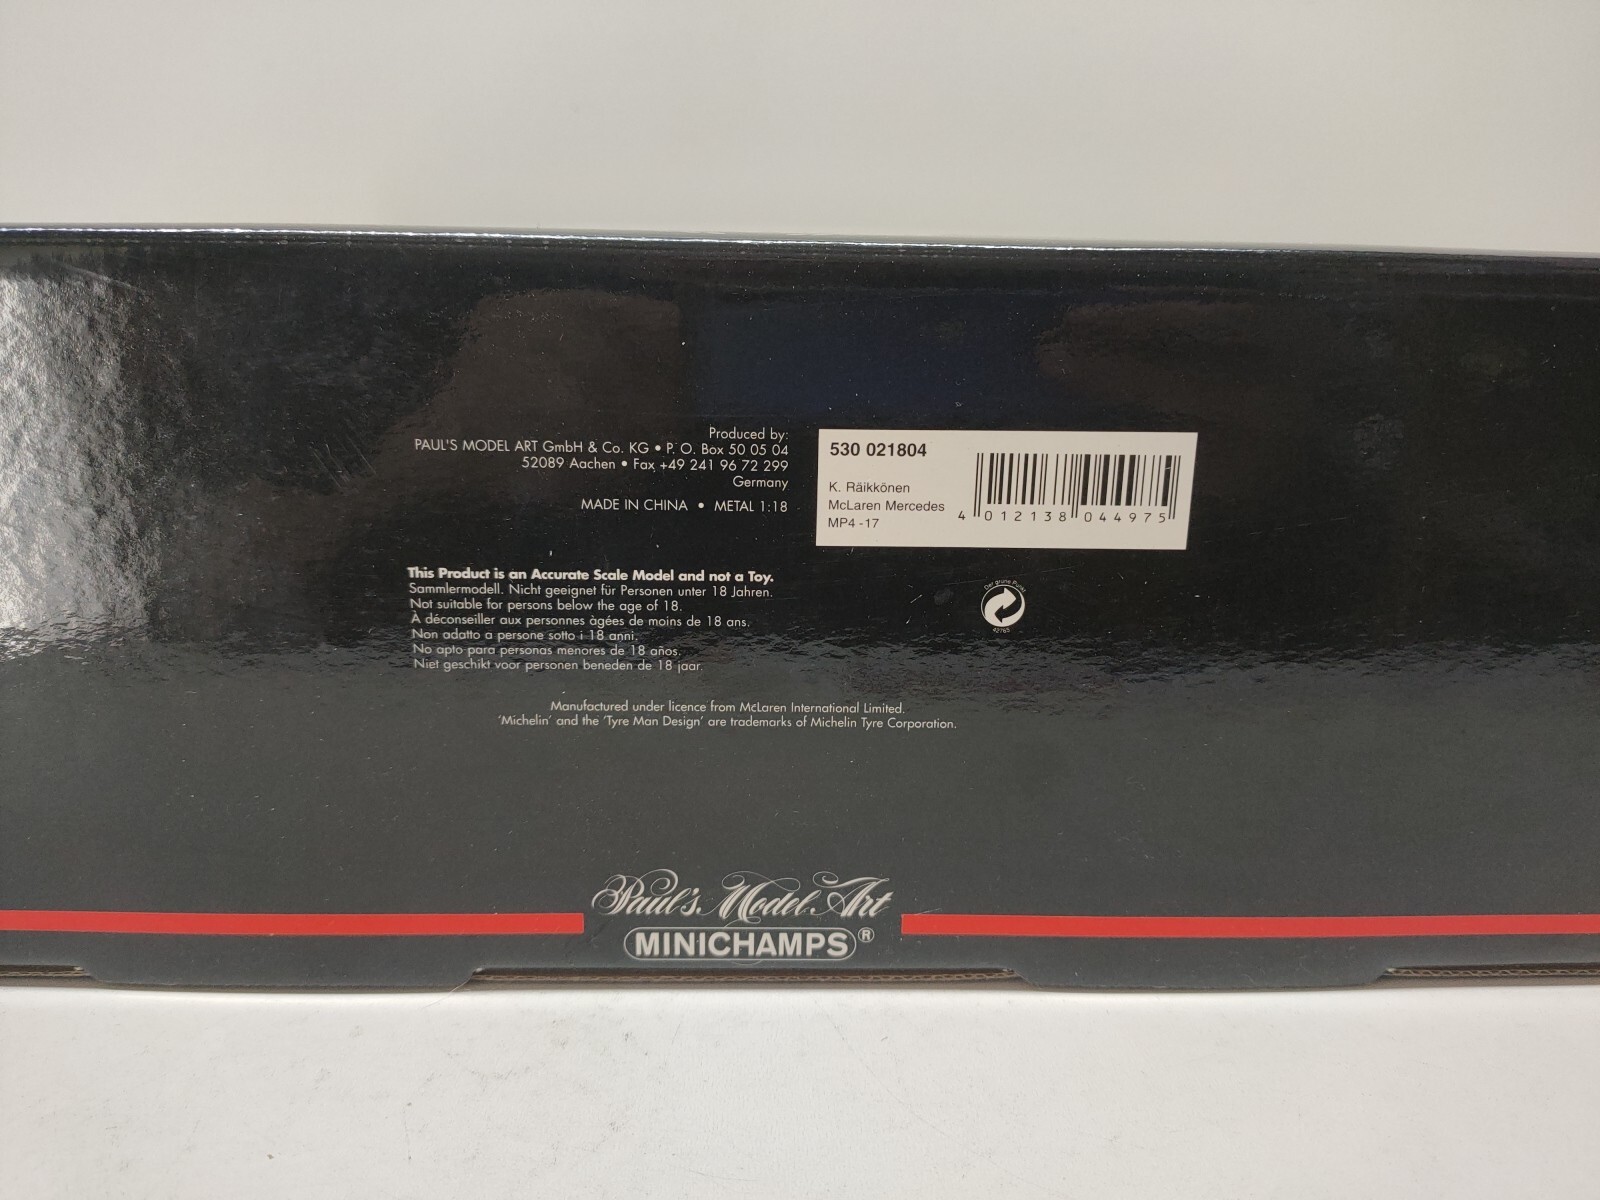 Produced by:
PAUL'S MODEL ART GmbH & Co. KG • P. O. Box 50 05 04
52089 Aachen • Fax +49 241 96 72 299
Germany
MADE IN CHINA • METAL 1:18
530 021804
K. Räikkönen
McLaren Mercedes
MP4 -17
4 012138 044975
This Product is an Accurate Scale Model and not a Toy.
Sammlermodell. Nicht geeignet für Personen unter 18 Jahren.
Not suitable for persons below the age of 18.
À déconseiller aux personnes àgées de moins de 18 ans.
Non adatto a persone sotto i 18 anni.
No apto para personas menores de 18 años.
Niet geschikt voor personen beneden de 18 jaar.
Der grüne Punkt
42765
Manufactured under licence from McLaren International Limited.
'Michelin' and the 'Tyre Man Design' are trademarks of Michelin Tyre Corporation.
Paul's Model Art
MINICHAMPS®